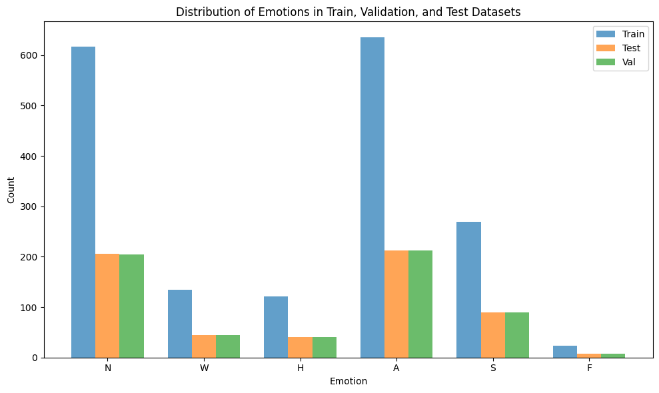 Distribution of Emotions in Train, Validation, and Test Datasets
Train
Test
Val
Count
600
500
400
300
200
100
0
N W H A S F
Emotion